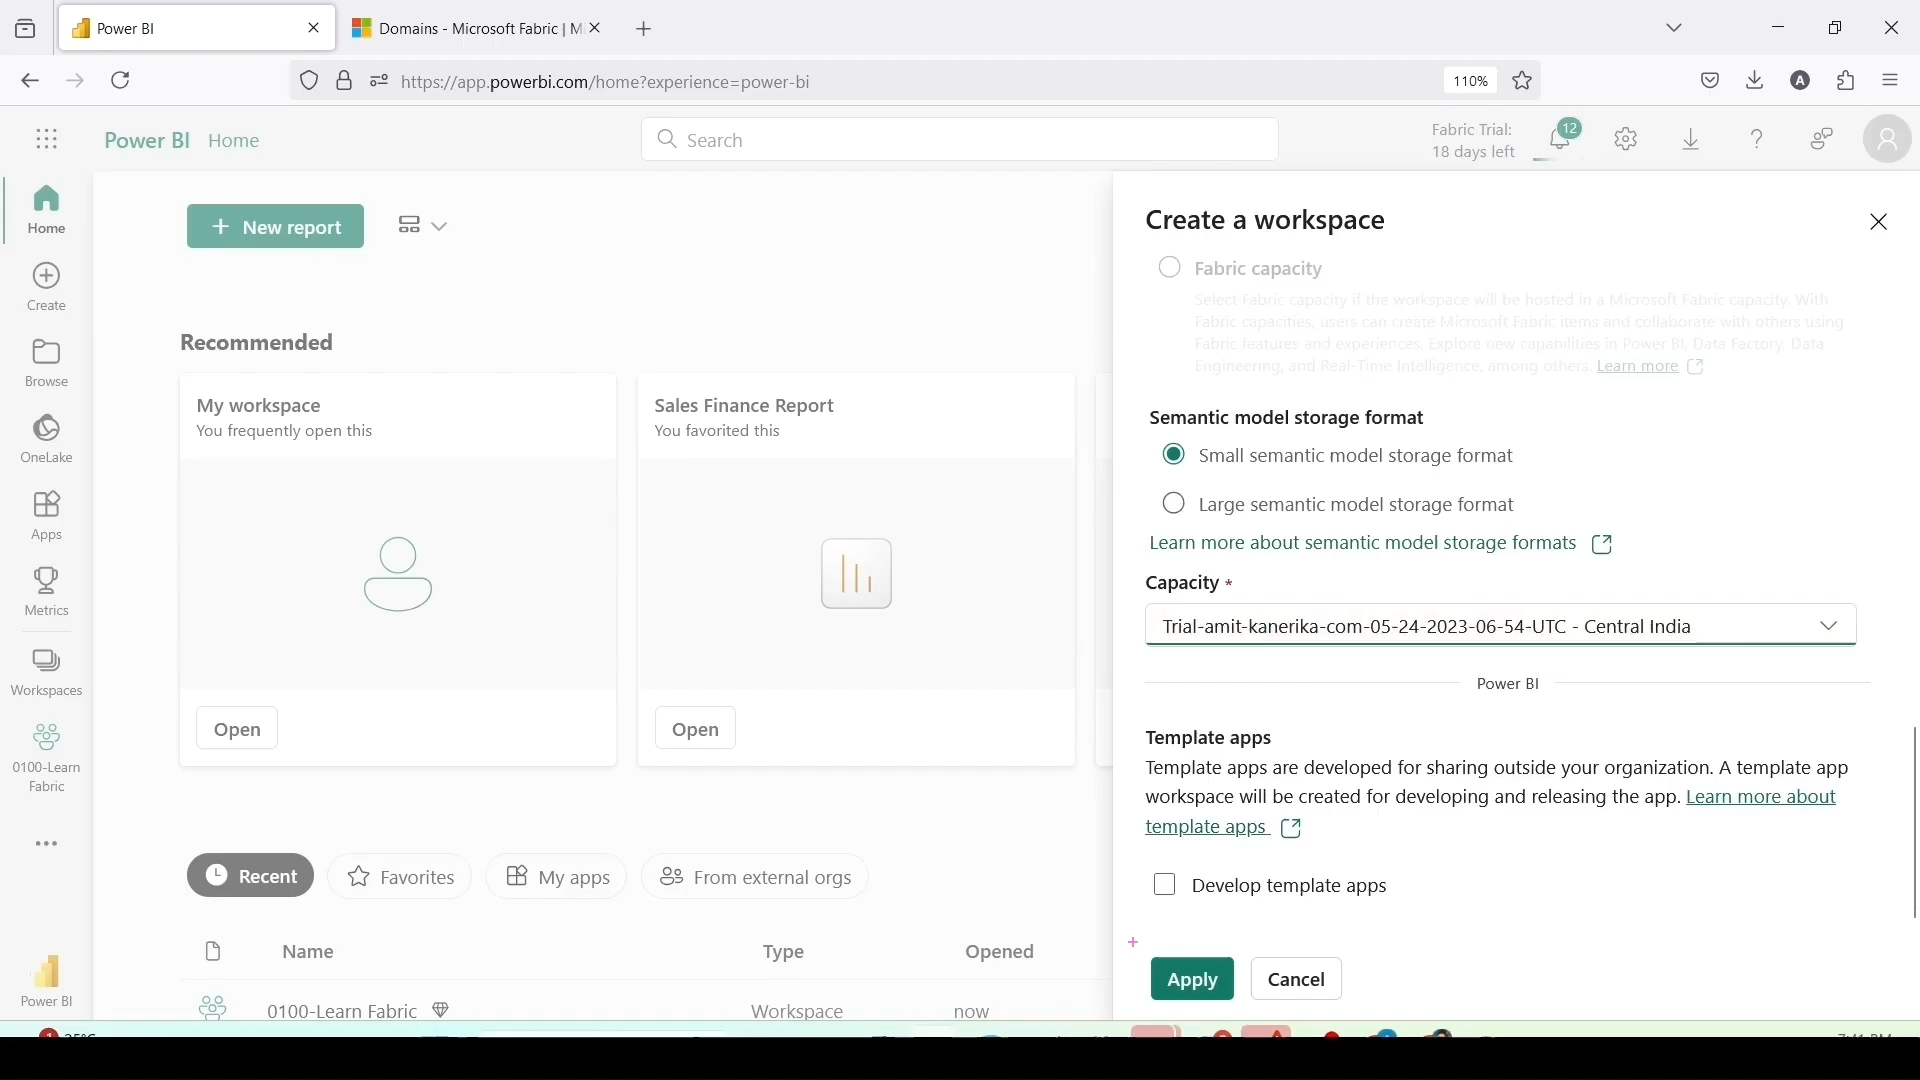 Power BI
Domains - Microsoft Fabric | Mi
https://app.powerbi.com/home?experience=power-bi
110%
A
Power BI Home
Search
Fabric Trial:
18 days left
12
Home
Create
Browse
OneLake
Apps
Metrics
Workspaces
0100-Learn
Fabric
Power BI
New report
Recommended
My workspace
You frequently open this
Open
Sales Finance Report
You favorited this
Open
Recent
Favorites
My apps
From external orgs
Name Type Opened
0100-Learn Fabric Workspace now
Create a workspace
Fabric capacity
Select Fabric capacity if the workspace will be hosted in a Microsoft Fabric capacity. With
Fabric capacities, users can create Microsoft Fabric items and collaborate with others using
Fabric features and experiences. Explore new capabilities in Power BI, Data Factory, Data
Engineering, and Real-Time Intelligence, among others. Learn more
Semantic model storage format
Small semantic model storage format
Large semantic model storage format
Learn more about semantic model storage formats
Capacity *
Trial-amit-kanerika-com-05-24-2023-06-54-UTC - Central India
Power BI
Template apps
Template apps are developed for sharing outside your organization. A template app
workspace will be created for developing and releasing the app. Learn more about
template apps
Develop template apps
Apply
Cancel